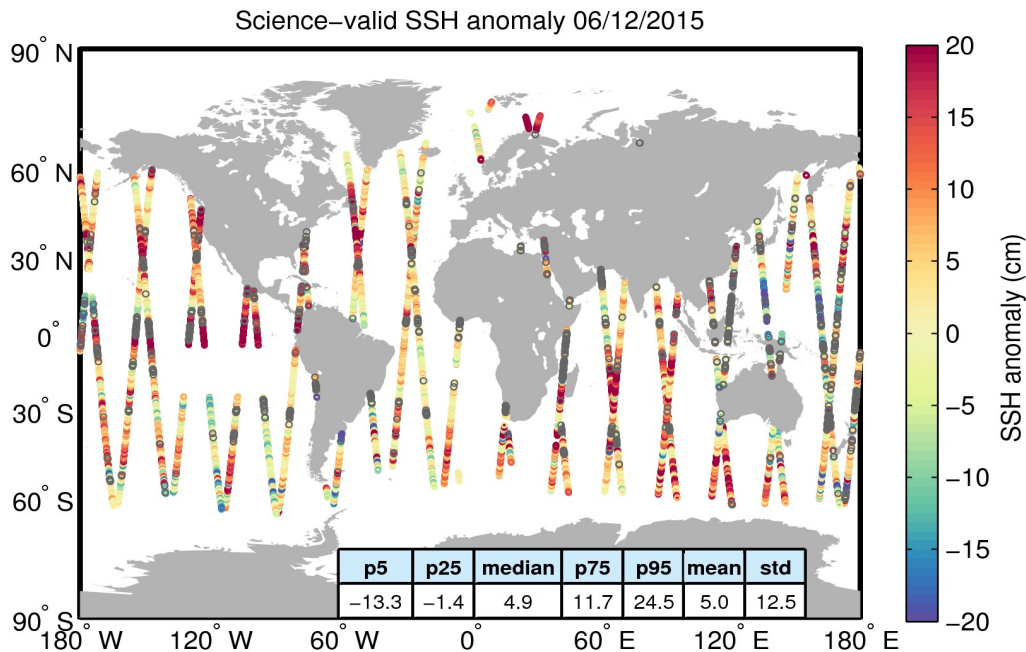 Science−valid SSH anomaly 06/12/2015
90° N
60° N
30° N
0°
30° S
60° S
90° S
180° W
120° W
60° W
0°
60° E
120° E
180° E
20
15
10
5
0
−5
−10
−15
−20
SSH anomaly (cm)
p5 p25 median p75 p95 mean std
−13.3 −1.4 4.9 11.7 24.5 5.0 12.5